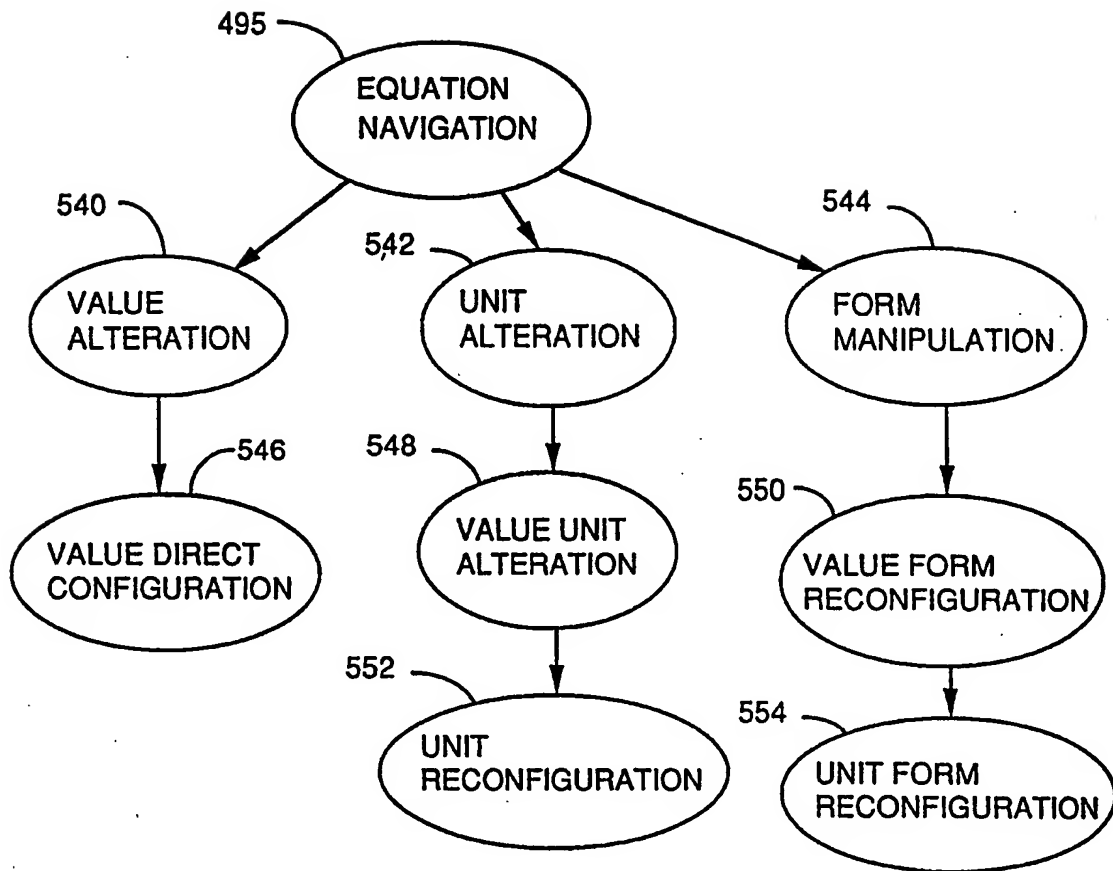 495
EQUATION
NAVIGATION
540
VALUE
ALTERATION
542
UNIT
ALTERATION
544
FORM
MANIPULATION
546
VALUE DIRECT
CONFIGURATION
548
VALUE UNIT
ALTERATION
550
VALUE FORM
RECONFIGURATION
552
UNIT
RECONFIGURATION
554
UNIT FORM
RECONFIGURATION